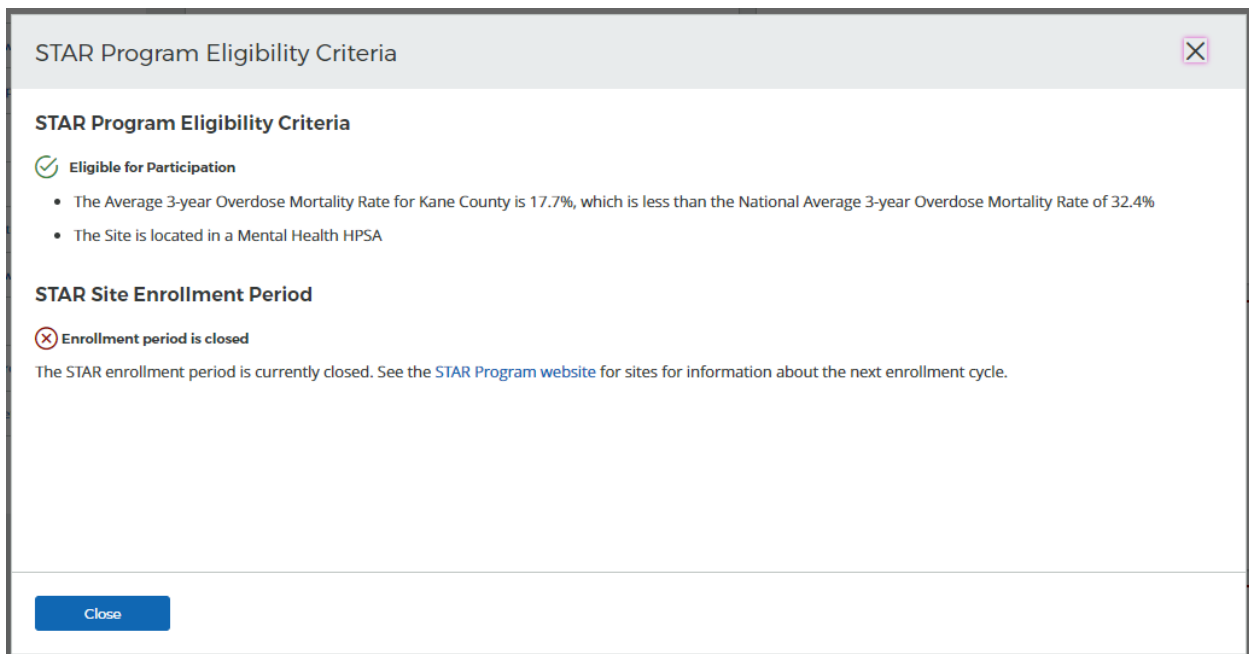 STAR Program Eligibility Criteria
STAR Program Eligibility Criteria
Eligible for Participation
• The Average 3-year Overdose Mortality Rate for Kane County is 17.7%, which is less than the National Average 3-year Overdose Mortality Rate of 32.4%
• The Site is located in a Mental Health HPSA
STAR Site Enrollment Period
Enrollment period is closed
The STAR enrollment period is currently closed. See the STAR Program website for sites for information about the next enrollment cycle.
Close